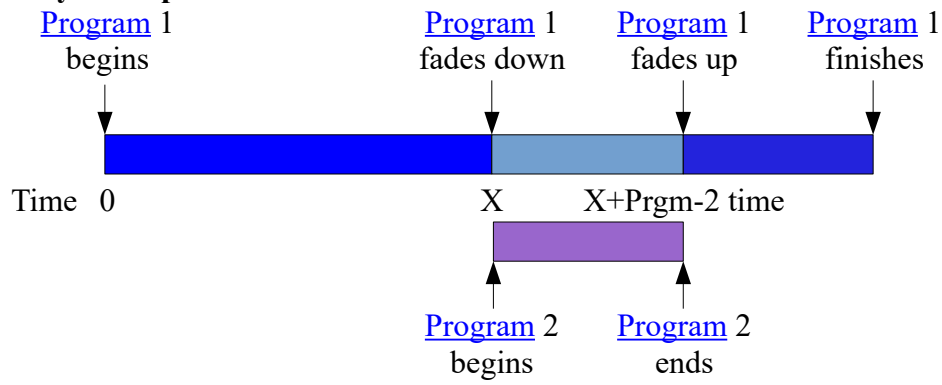 Program 1 begins
Program 1 fades down
Program 1 fades up
Program 1 finishes
Time 0 X X+Prgm-2 time
Program 2 begins
Program 2 ends